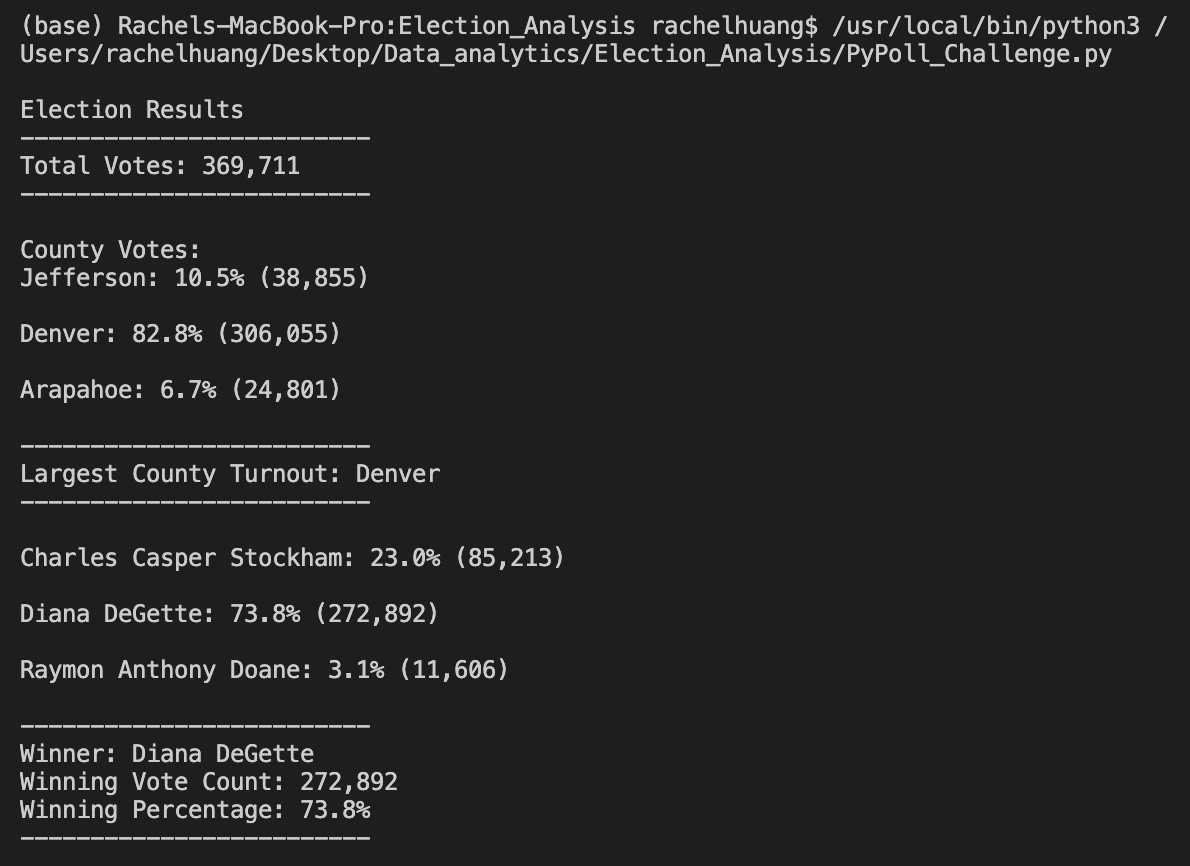 (base) Rachels-MacBook-Pro:Election_Analysis rachelhuang$ /usr/local/bin/python3 /
Users/rachelhuang/Desktop/Data_analytics/Election_Analysis/PyPoll_Challenge.py
Election Results
-------------------------
Total Votes: 369,711
-------------------------
County Votes:
Jefferson: 10.5% (38,855)
Denver: 82.8% (306,055)
Arapahoe: 6.7% (24,801)
-------------------------
Largest County Turnout: Denver
-------------------------
Charles Casper Stockham: 23.0% (85,213)
Diana DeGette: 73.8% (272,892)
Raymon Anthony Doane: 3.1% (11,606)
-------------------------
Winner: Diana DeGette
Winning Vote Count: 272,892
Winning Percentage: 73.8%
-------------------------